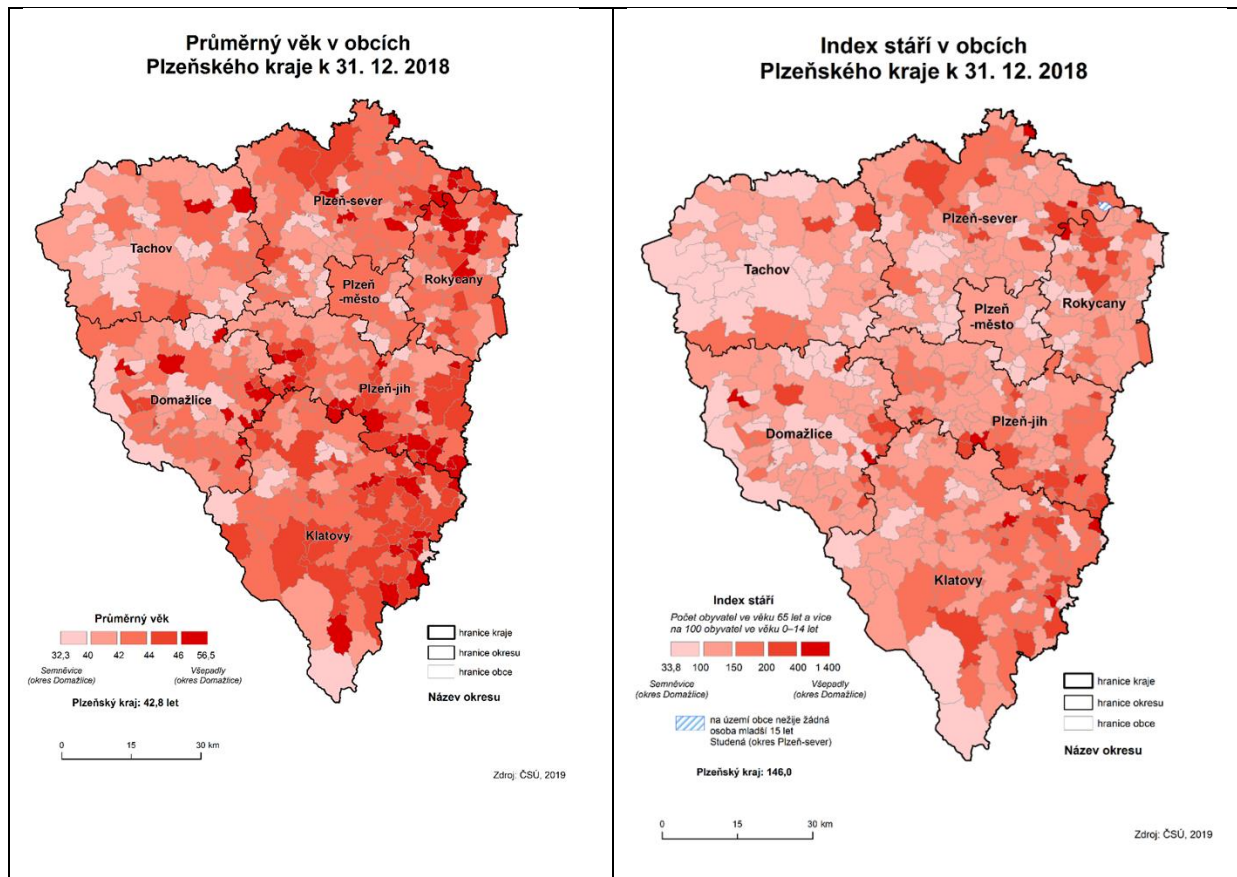 Průměrný věk v obcích
Plzeňského kraje k 31. 12. 2018
Plzeň-sever
Tachov
Plzeň
-město
Rokycany
Plzeň-jih
Domažlice
Klatovy
Průměrný věk
32,3 40 42 44 46 56,5
Semněvice
(okres Domažlice)
Všepadly
(okres Domažlice)
Plzeňský kraj: 42,8 let
hranice kraje
hranice okresu
hranice obce
Název okresu
0 15 30 km
Zdroj: ČSÚ, 2019
Index stáří v obcích
Plzeňského kraje k 31. 12. 2018
Plzeň-sever
Tachov
Plzeň
-město
Rokycany
Plzeň-jih
Domažlice
Klatovy
Index stáří
Počet obyvatel ve věku 65 let a více
na 100 obyvatel ve věku 0–14 let
33,8 100 150 200 400 1 400
Semněvice
(okres Domažlice)
Všepadly
(okres Domažlice)
na území obce nežije žádná
osoba mladší 15 let
Studená (okres Plzeň-sever)
Plzeňský kraj: 146,0
hranice kraje
hranice okresu
hranice obce
Název okresu
0 15 30 km
Zdroj: ČSÚ, 2019